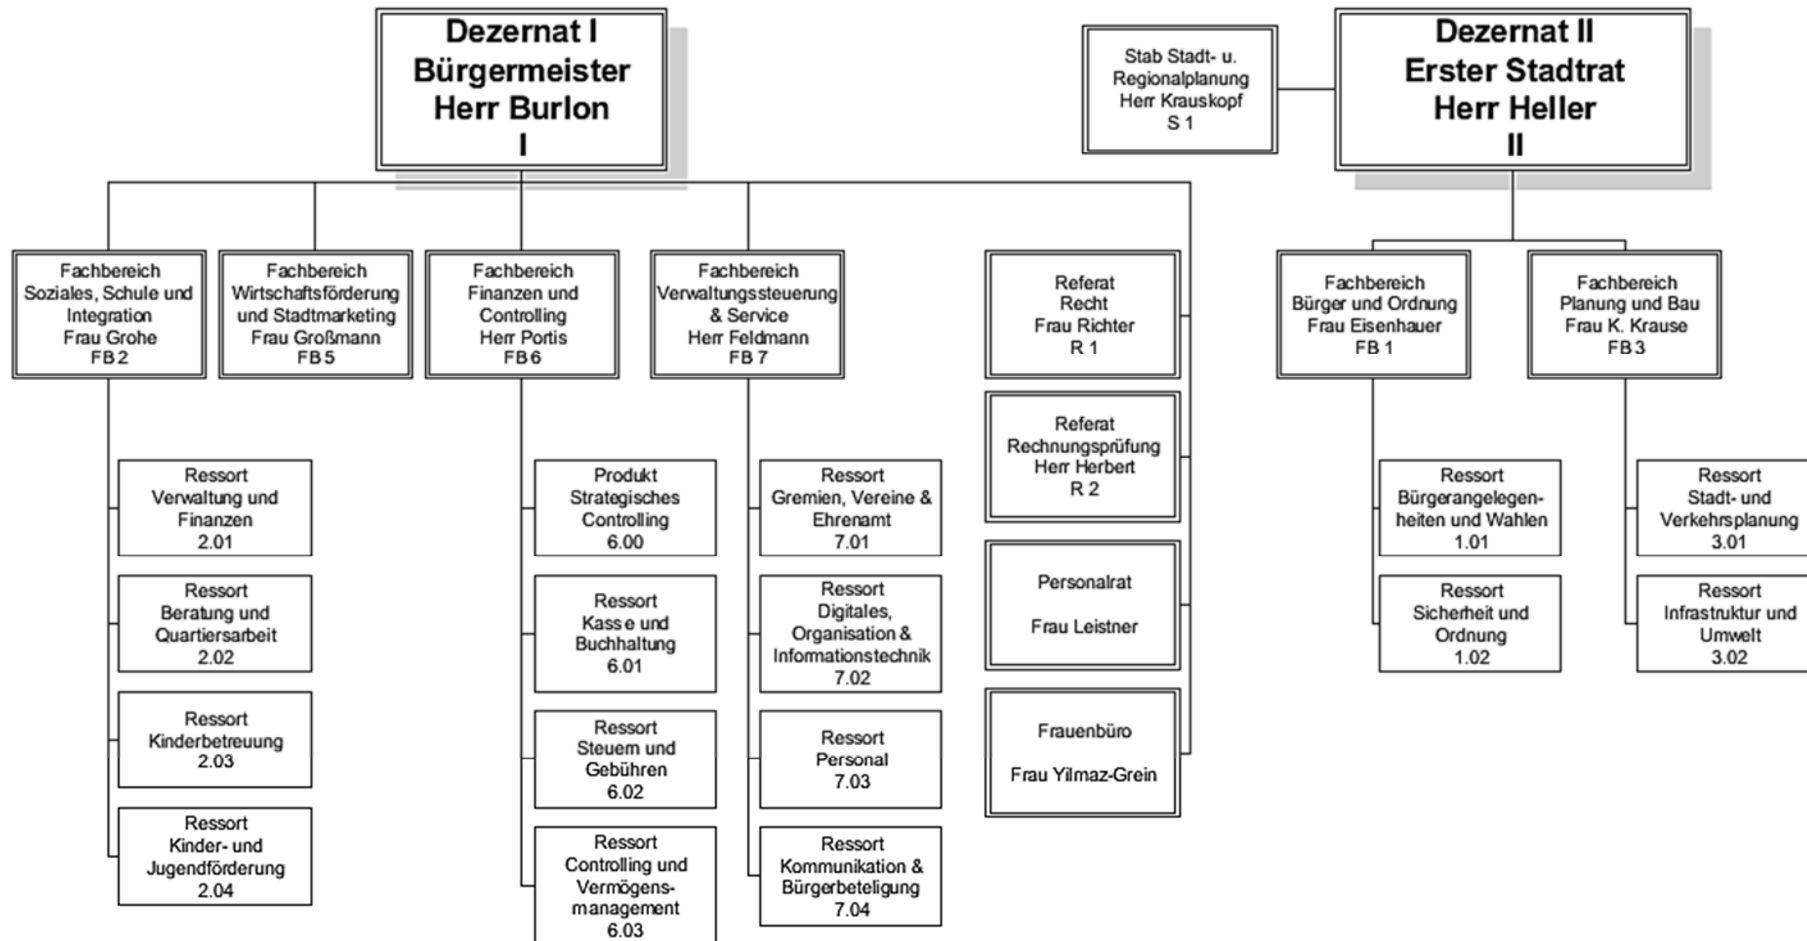 Dezernat I
Bürgermeister
Herr Burlon
I
Stab Stadt- u.
Regionalplanung
Herr Krauskopf
S 1
Dezernat II
Erster Stadtrat
Herr Heller
II
Fachbereich
Soziales, Schule und
Integration
Frau Grohe
FB 2
Fachbereich
Wirtschaftsförderung
und Stadtmarketing
Frau Großmann
FB 5
Fachbereich
Finanzen und
Controlling
Herr Portis
FB 6
Fachbereich
Verwaltungssteuerung
& Service
Herr Feldmann
FB 7
Referat
Recht
Frau Richter
R 1
Referat
Rechnungsprüfung
Herr Herbert
R 2
Personalrat
Frau Leistner
Frauenbüro
Frau Yilmaz-Grein
Fachbereich
Bürger und Ordnung
Frau Eisenhauer
FB 1
Fachbereich
Planung und Bau
Frau K. Krause
FB 3
Ressort
Verwaltung und
Finanzen
2.01
Ressort
Beratung und
Quartiersarbeit
2.02
Ressort
Kinderbetreuung
2.03
Ressort
Kinder- und
Jugendförderung
2.04
Produkt
Strategisches
Controlling
6.00
Ressort
Kasse und
Buchhaltung
6.01
Ressort
Steuern und
Gebühren
6.02
Ressort
Controlling und
Vermögens-
management
6.03
Ressort
Gremien, Vereine &
Ehrenamt
7.01
Ressort
Digitales,
Organisation &
Informationstechnik
7.02
Ressort
Personal
7.03
Ressort
Kommunikation &
Bürgerbeteligung
7.04
Ressort
Bürgerangelegen-
heiten und Wahlen
1.01
Ressort
Sicherheit und
Ordnung
1.02
Ressort
Stadt- und
Verkehrsplanung
3.01
Ressort
Infrastruktur und
Umwelt
3.02